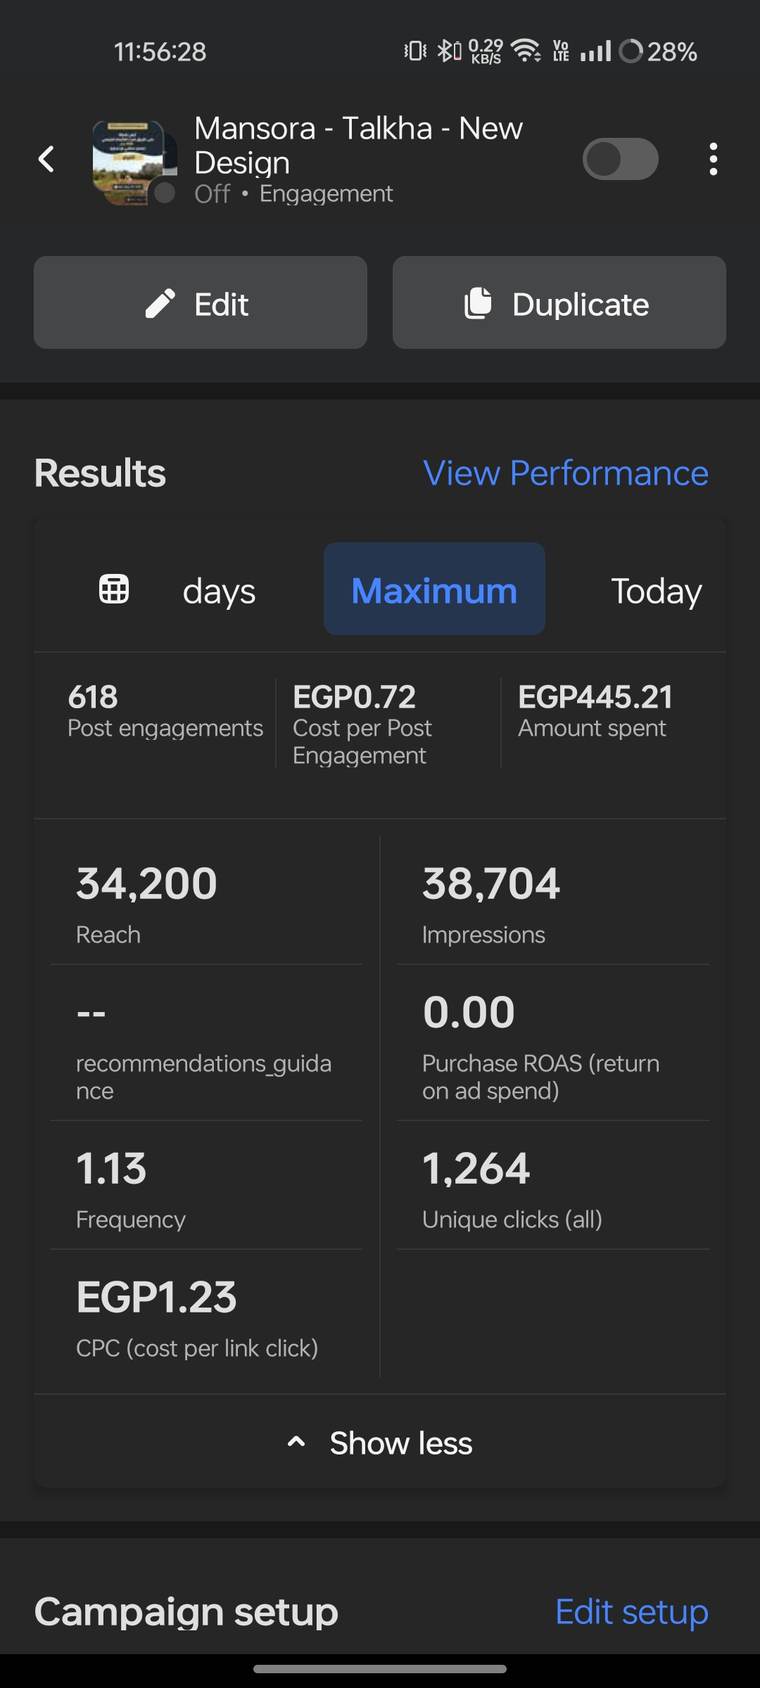 11:56:28
0.29
KB/S
Vo
LTE
28%
Mansora - Talkha - New
Design
Off • Engagement
Edit
Duplicate
Results
View Performance
days
Maximum
Today
618
Post engagements
EGP0.72
Cost per Post
Engagement
EGP445.21
Amount spent
34,200
Reach
38,704
Impressions
--
recommendations_guida
nce
0.00
Purchase ROAS (return
on ad spend)
1.13
Frequency
1,264
Unique clicks (all)
EGP1.23
CPC (cost per link click)
Show less
Campaign setup
Edit setup